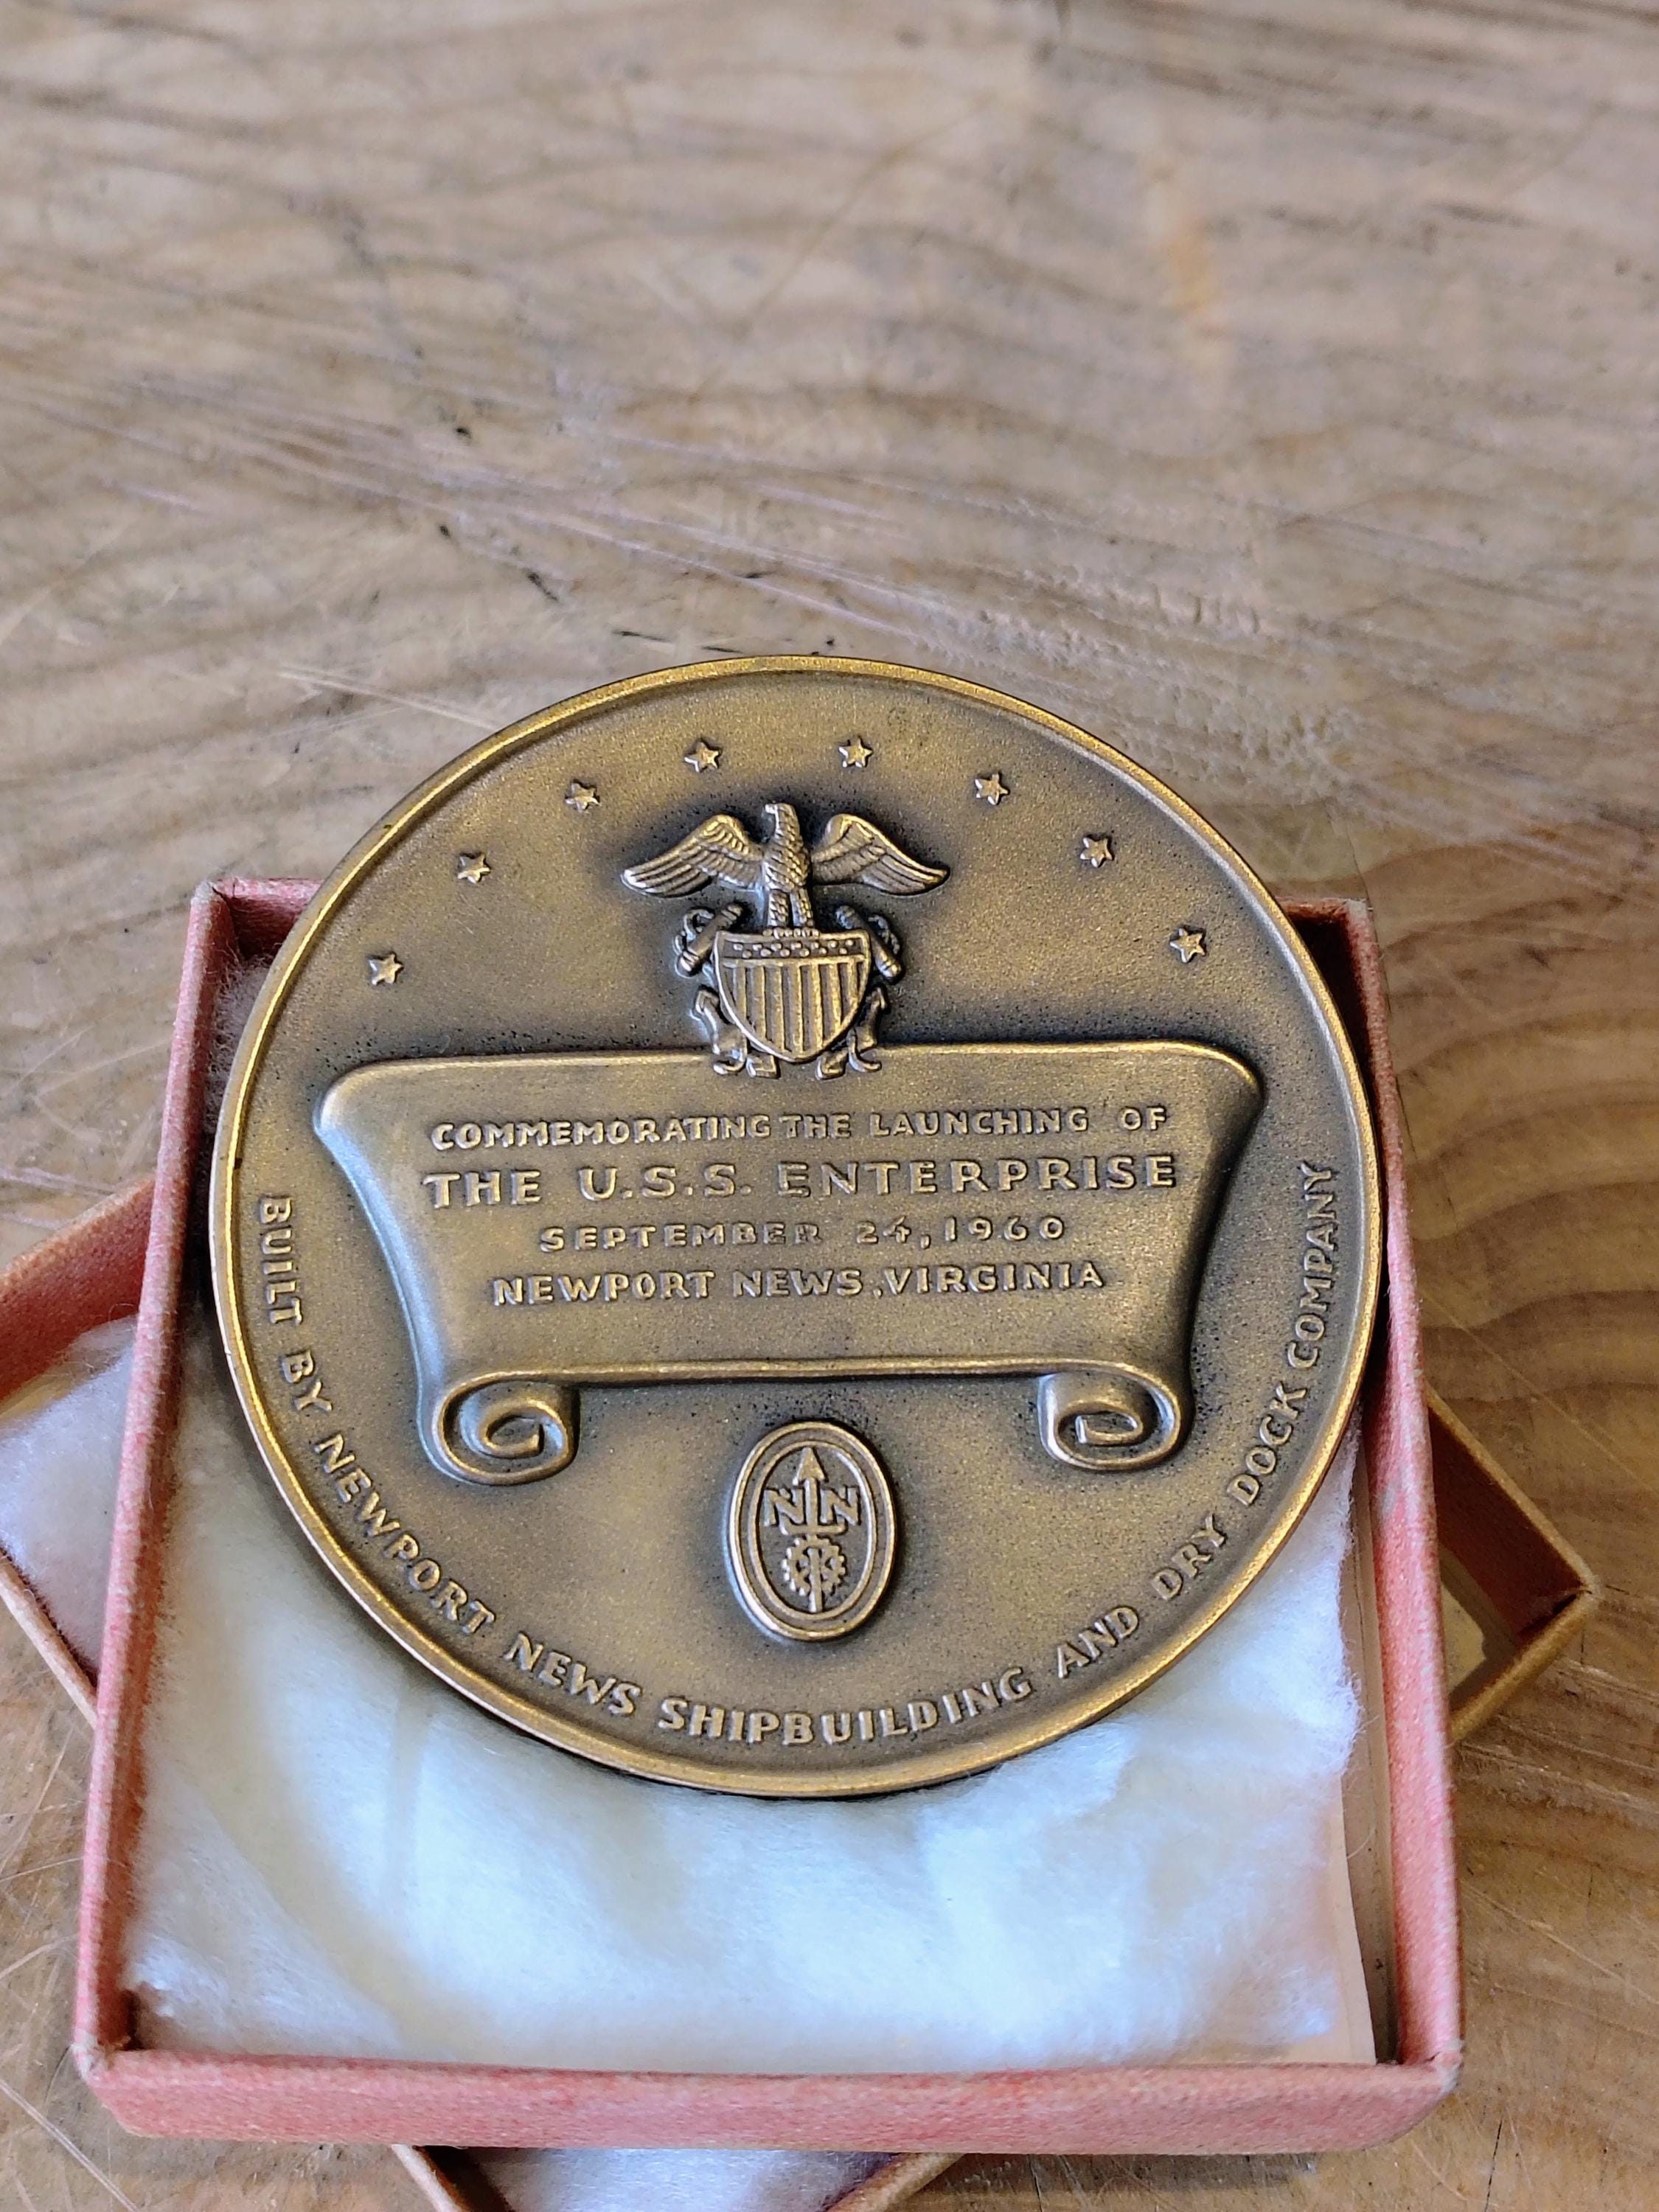 COMMEMORATING THE LAUNCHING OF
THE U.S.S. ENTERPRISE
SEPTEMBER 24, 1960
NEWPORT NEWS, VIRGINIA
NN
BUILT BY NEWPORT NEWS SHIPBUILDING AND DRY DOCK COMPANY